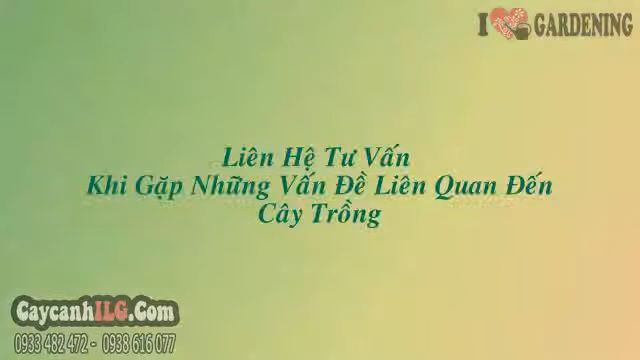 I GARDENING
Liên Hệ Tư Vấn
Khi Gặp Những Vấn Đề Liên Quan Đến
Cây Trồng
CaycanhILG.Com
0933 482 472 - 0938 616 077